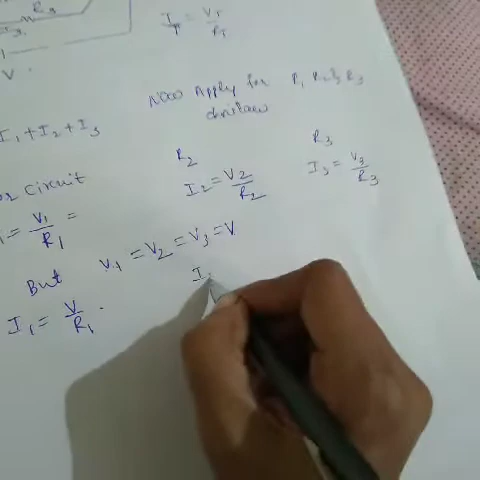 R3
I3
V.
I/T = VT/RT
Now Apply for R1 R2 & R3
I1+I2+I3
Circuit
R2
R3
I2 = V2/R2
I3 = V3/R3
= V1/R1 =
But V1 = V2 = V3 = V
I1 = V/R1
I